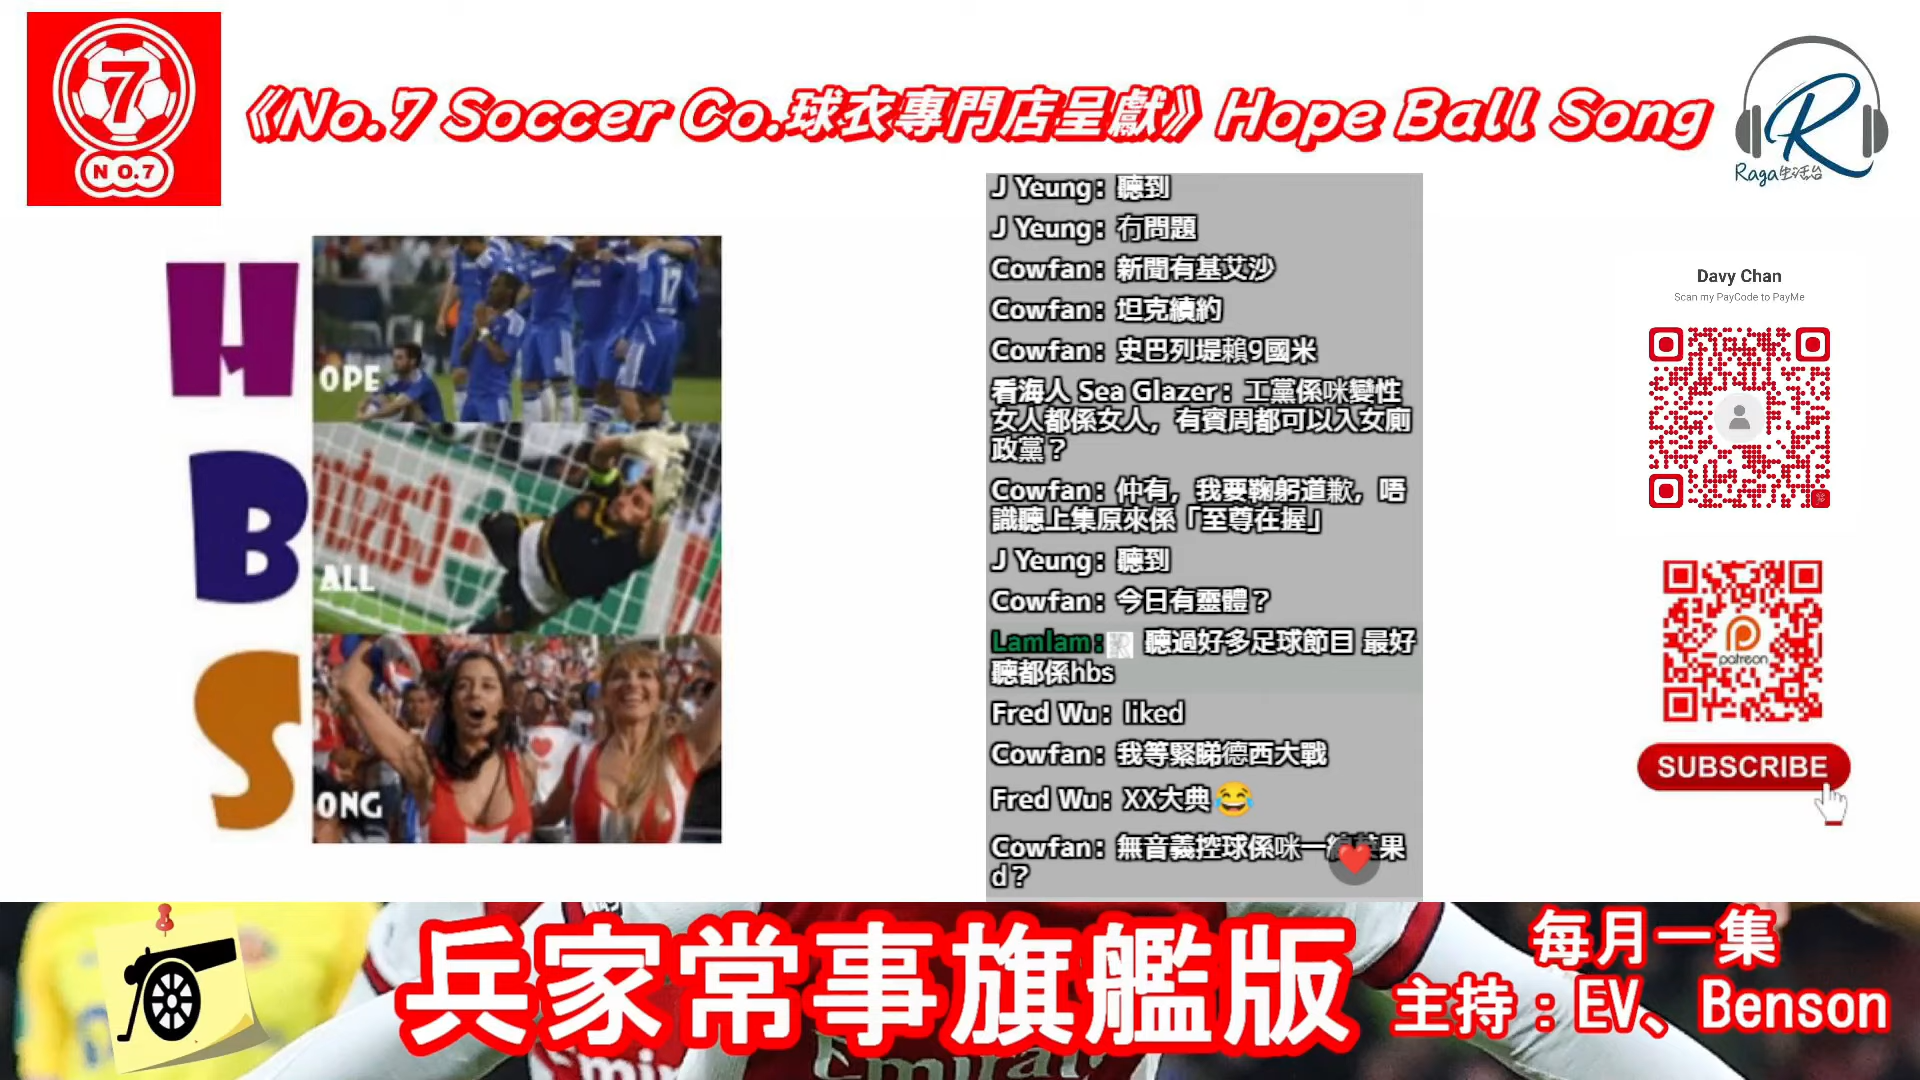 7
NO.7
《No.7 Soccer Co.球衣專門店呈獻》Hope Ball Song
R
Raga生活台
HOPE
17
BALL
SONG
J Yeung: 聽到
J Yeung: 冇問題
Cowfan: 新聞有基艾沙
Cowfan: 坦克續約
Cowfan: 史巴列堤賴9國米
看海人 Sea Glazer: 工黨係咪變性
女人都係女人，有賓周都可以入女廁
政黨？
Cowfan: 仲有，我要鞠躬道歉，唔
識聽上集原來係「至尊在握」
J Yeung: 聽到
Cowfan: 今日有靈體？
Lamlam: 聽過好多足球節目 最好
聽都係hbs
Fred Wu: liked
Cowfan: 我等緊睇德西大戰
Fred Wu: XX大典😂
Cowfan: 無音義控球係咪一
果
d？
Davy Chan
Scan my PayCode to PayMe
patreon
SUBSCRIBE
兵家常事旗艦版
每月一集
主持：EV、Benson